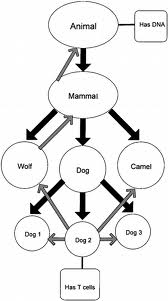 Animal
Has DNA
Mammal
Wolf
Dog
Camel
Dog 1
Dog 2
Dog 3
Has T cells